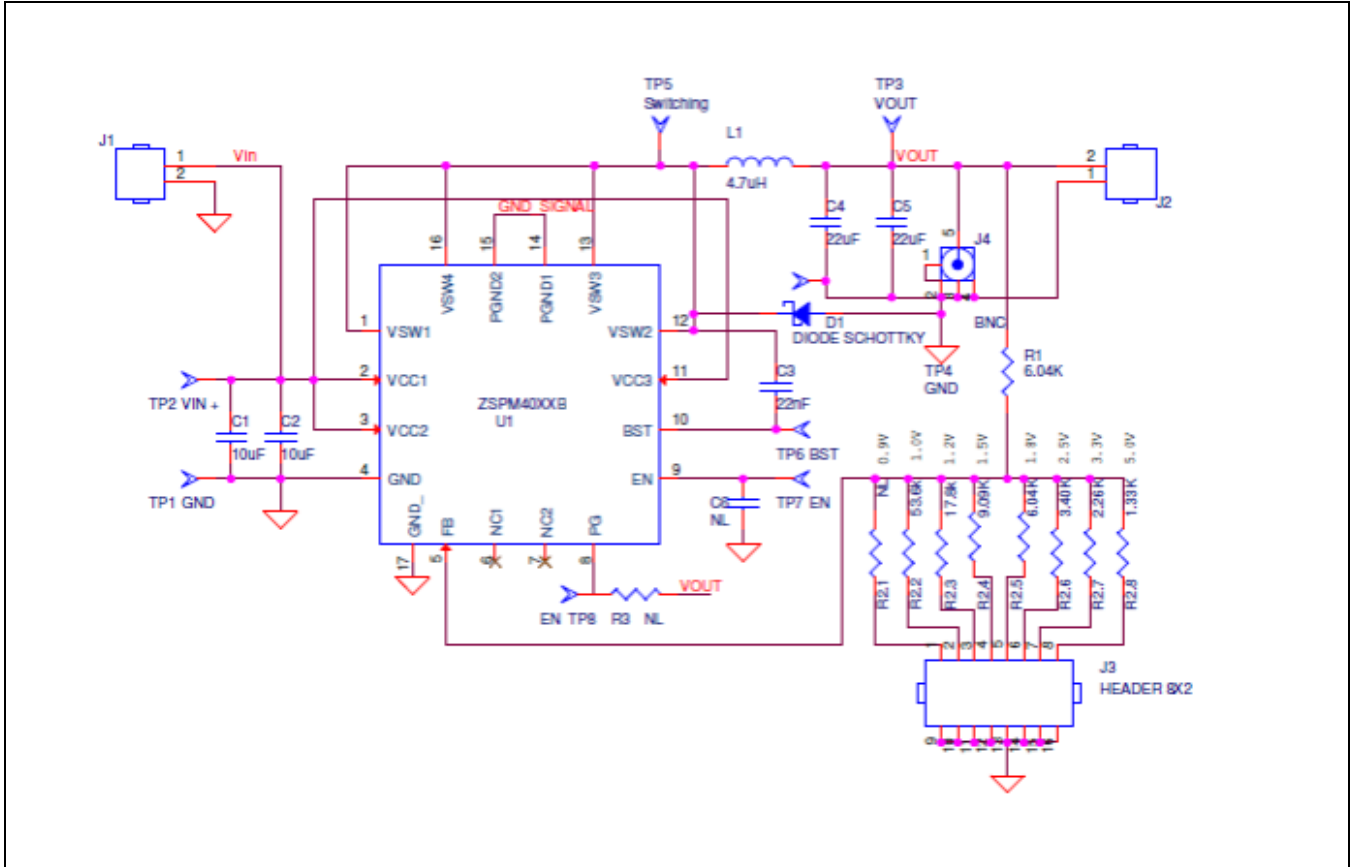 TP5
Switching
TP3
VOUT
J1
1
2
Vin
L1
4.7uH
VOUT
2
1
J2
GND SIGNAL
C4
22uF
C5
22uF
5
J4
1
2
3
4
BNC
16
15
14
13
VSW4
PGND2
PGND1
VSW3
1
VSW1
VSW2
12
D1
DIODE SCHOTTKY
TP4
GND
R1
6.04K
2
VCC1
VCC3
11
C3
22nF
TP2 VIN +
C1
10uF
C2
10uF
ZSPM40XXB
U1
3
VCC2
BST
10
TP6 BST
4
GND
EN
9
TP1 GND
C6
NL
TP7 EN
GND_
FB
NC1
NC2
PG
17
5
6
7
8
EN TP8
R3
NL
VOUT
0.9V
1.0V
1.2V
1.5V
1.8V
2.5V
3.3V
5.0V
NL
53.6k
17.8k
9.09K
6.04K
3.40K
2.26K
1.33K
R2.1
R2.2
R2.3
R2.4
R2.5
R2.6
R2.7
R2.8
1
2
3
4
5
6
7
8
J3
HEADER 8X2
9